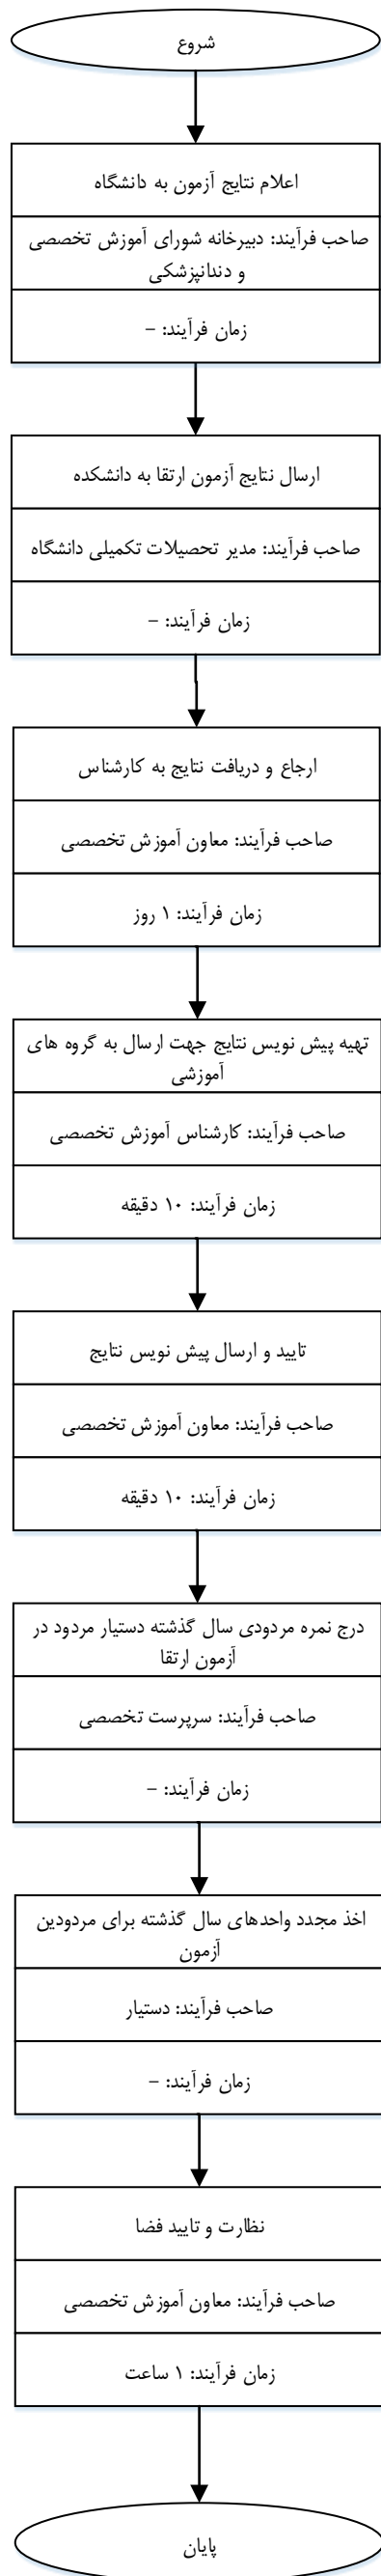 شروع
اعلام نتایج آزمون به دانشگاه
صاحب فرآیند: دبیرخانه شورای آموزش تخصصی
و دندانپزشکی
زمان فرآیند: -
ارسال نتایج آزمون ارتقا به دانشکده
صاحب فرآیند: مدیر تحصیلات تکمیلی دانشگاه
زمان فرآیند: -
ارجاع و دریافت نتایج به کارشناس
صاحب فرآیند: معاون آموزش تخصصی
زمان فرآیند: ۱ روز
تهیه پیش نویس نتایج جهت ارسال به گروه های
آموزشی
صاحب فرآیند: کارشناس آموزش تخصصی
زمان فرآیند: ۱۰ دقیقه
تایید و ارسال پیش نویس نتایج
صاحب فرآیند: معاون آموزش تخصصی
زمان فرآیند: ۱۰ دقیقه
درج نمره مردودی سال گذشته دستیار مردود در
آزمون ارتقا
صاحب فرآیند: سرپرست تخصصی
زمان فرآیند: -
اخذ مجدد واحدهای سال گذشته برای مردودین
آزمون
صاحب فرآیند: دستیار
زمان فرآیند: -
نظارت و تایید فضا
صاحب فرآیند: معاون آموزش تخصصی
زمان فرآیند: ۱ ساعت
پایان